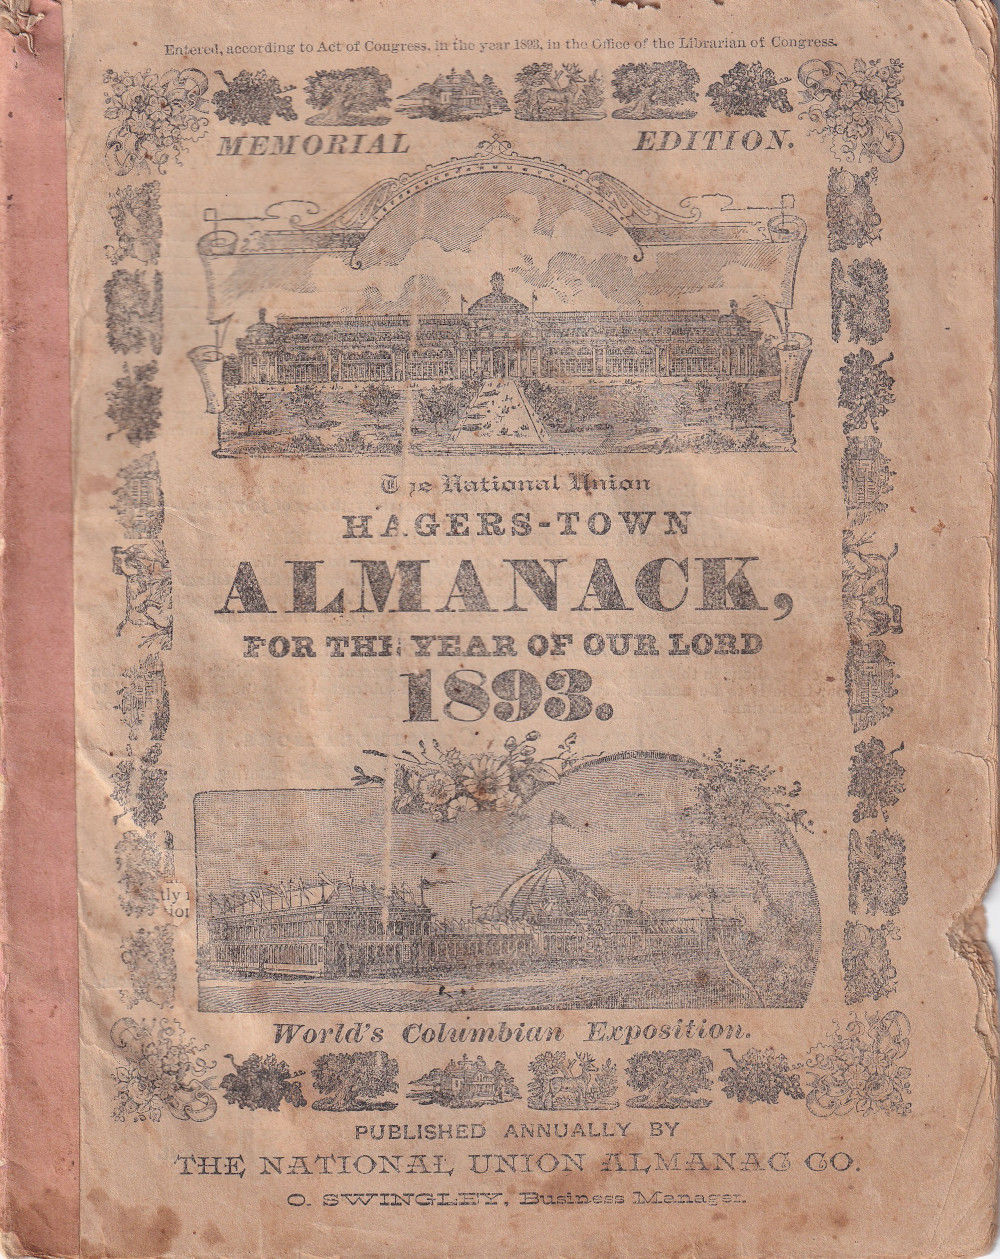 Entered, according to Act of Congress, in the year 1893, in the Office of the Librarian of Congress.
MEMORIAL EDITION.
The National Union
HAGERS-TOWN
ALMANACK,
FOR THE YEAR OF OUR LORD
1893.
World's Columbian Exposition.
PUBLISHED ANNUALLY BY
THE NATIONAL UNION ALMANAC CO.
O. SWINGLEY, Business Manager.